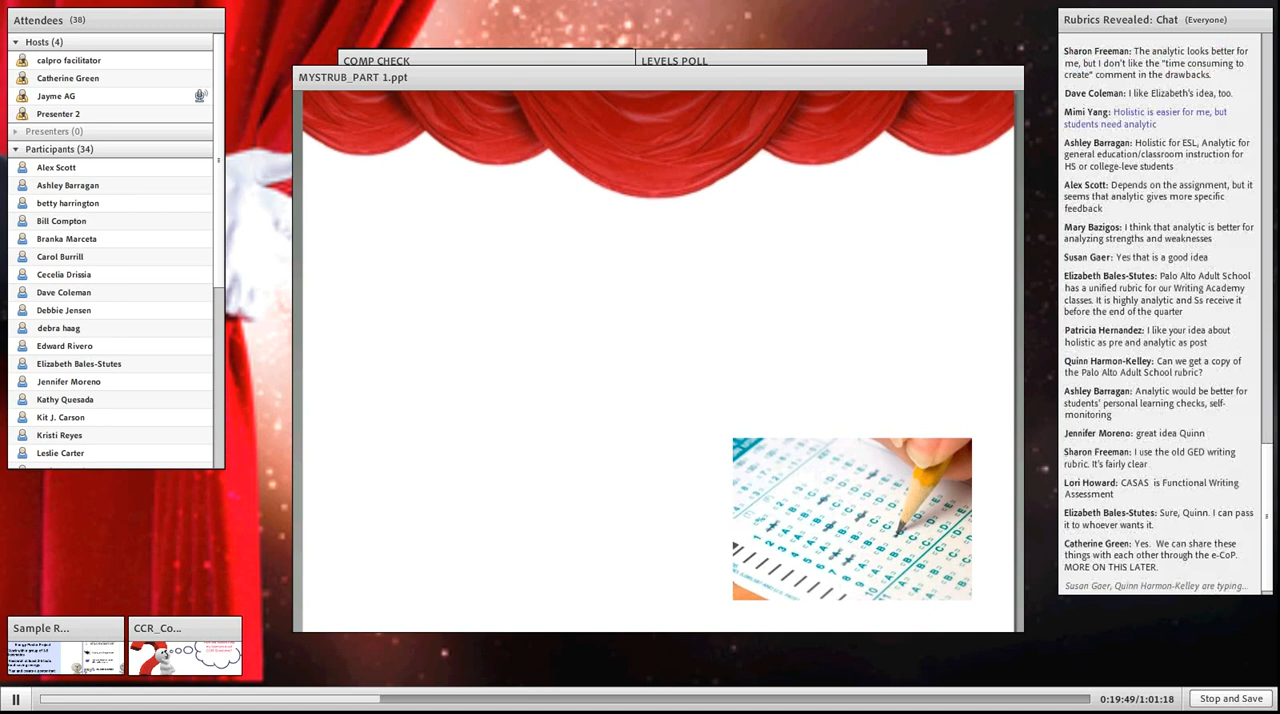 Attendees (38)
Hosts (4)
calpro facilitator
Catherine Green
Jayme AG
Presenter 2
Presenters (0)
Participants (34)
Alex Scott
Ashley Barragan
betty harrington
Bill Compton
Branka Marceta
Carol Burrill
Cecelia Drissia
Dave Coleman
Debbie Jensen
debra haag
Edward Rivero
Elizabeth Bales-Stutes
Jennifer Moreno
Kathy Quesada
Kit J. Carson
Kristi Reyes
Leslie Carter
COMP CHECK
LEVELS POLL
MYSTRUB_PART 1.ppt
Rubrics Revealed: Chat (Everyone)
Sharon Freeman: The analytic looks better for
me, but I don't like the "time consuming to
create" comment in the drawbacks.
Dave Coleman: I like Elizabeth's idea, too.
Mimi Yang: Holistic is easier for me, but
students need analytic
Ashley Barragan: Holistic for ESL, Analytic for
general education/classroom instruction for
HS or college-leve students
Alex Scott: Depends on the assignment, but it
seems that analytic gives more specific
feedback
Mary Bazigos: I think that analytic is better for
analyzing strengths and weaknesses
Susan Gaer: Yes that is a good idea
Elizabeth Bales-Stutes: Palo Alto Adult School
has a unified rubric for our Writing Academy
classes. It is highly analytic and Ss receive it
before the end of the quarter
Patricia Hernandez: I like your idea about
holistic as pre and analytic as post
Quinn Harmon-Kelley: Can we get a copy of
the Palo Alto Adult School rubric?
Ashley Barragan: Analytic would be better for
students' personal learning checks, self-
monitoring
Jennifer Moreno: great idea Quinn
Sharon Freeman: I use the old GED writing
rubric. It's fairly clear
Lori Howard: CASAS is Functional Writing
Assessment
Elizabeth Bales-Stutes: Sure, Quinn. I can pass
it to whoever wants it.
Catherine Green: Yes. We can share these
things with each other through the e-CoP.
MORE ON THIS LATER.
Susan Gaer, Quinn Harmon-Kelley are typing...
Sample R...
CCR_Co...
0:19:49/1:01:18
Stop and Save